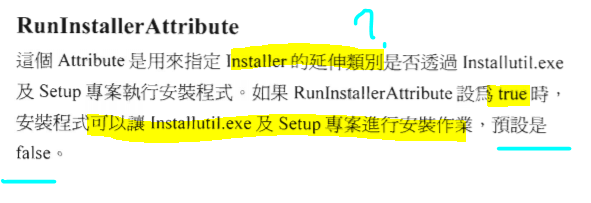 1.
RunInstallerAttribute
這個 Attribute 是用來指定 Installer 的延伸類別是否透過 Installutil.exe
及 Setup 專案執行安裝程式。如果 RunInstallerAttribute 設為 true 時，
安裝程式可以讓 Installutil.exe 及 Setup 專案進行安裝作業，預設是
false。